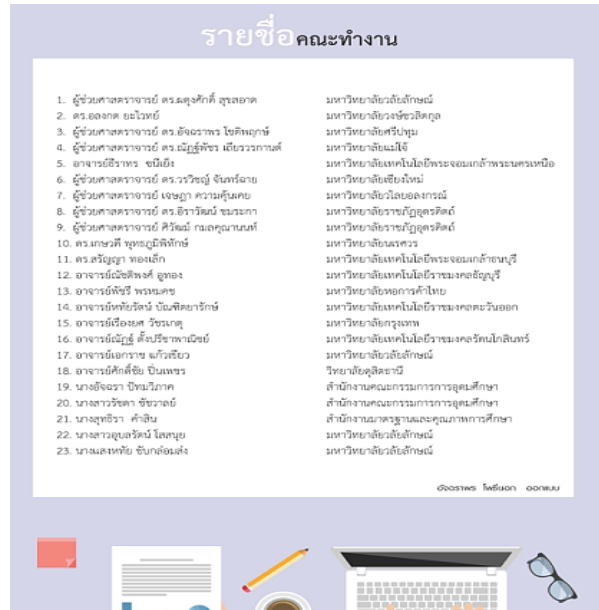 รายชื่อคณะทำงาน
1. ผู้ช่วยศาสตราจารย์ ดร.ผดุงศักดิ์ สุขสอาด มหาวิทยาลัยวลัยลักษณ์
2. ดร.อลงกต ยะไวทย์ มหาวิทยาลัยวงษ์ชวลิตกุล
3. ผู้ช่วยศาสตราจารย์ ดร.อัจฉราพร โชติพฤกษ์ มหาวิทยาลัยศรีปทุม
4. ผู้ช่วยศาสตราจารย์ ดร.ณัฏฐ์พัชร เถียรวรกานต์ มหาวิทยาลัยแม่โจ้
5. อาจารย์ธีราทร ชนียิ่ง มหาวิทยาลัยเทคโนโลยีพระจอมเกล้าพระนครเหนือ
6. ผู้ช่วยศาสตราจารย์ ดร.วรวิชญ์ จันทร์ฉาย มหาวิทยาลัยเชียงใหม่
7. ผู้ช่วยศาสตราจารย์ เจษฎา ความคุ้นเคย มหาวิทยาลัยวไลยอลงกรณ์
8. ผู้ช่วยศาสตราจารย์ ดร.อิราวัฒน์ ชมระกา มหาวิทยาลัยราชภัฏอุตรดิตถ์
9. ผู้ช่วยศาสตราจารย์ ศิวัฒม์ กมลคุณานนท์ มหาวิทยาลัยราชภัฏอุตรดิตถ์
10. ดร.เกษวดี พุทธภูมิพิทักษ์ มหาวิทยาลัยนเรศวร
11. ดร.สรัญญา ทองเล็ก มหาวิทยาลัยเทคโนโลยีพระจอมเกล้าธนบุรี
12. อาจารย์ณัชติพงศ์ อูทอง มหาวิทยาลัยเทคโนโลยีราชมงคลธัญบุรี
13. อาจารย์พัชรี พรหมคช มหาวิทยาลัยหอการค้าไทย
14. อาจารย์หทัยรัตน์ บัณฑิตยารักษ์ มหาวิทยาลัยเทคโนโลยีราชมงคลตะวันออก
15. อาจารย์เรืองยศ วัชรเกตุ มหาวิทยาลัยกรุงเทพ
16. อาจารย์ณัฏฐ์ ตั้งปรีชาพาณิชย์ มหาวิทยาลัยเทคโนโลยีราชมงคลรัตนโกสินทร์
17. อาจารย์เอกราช แก้วเขียว มหาวิทยาลัยวลัยลักษณ์
18. อาจารย์ศักดิ์ชัย ปิ่นเพชร วิทยาลัยดุสิตธานี
19. นางอัจฉรา ปัทมวิภาค สำนักงานคณะกรรมการการอุดมศึกษา
20. นางสาวรัชดา ชัชวาลย์ สำนักงานคณะกรรมการการอุดมศึกษา
21. นางสุทธิรา คำสิน สำนักงานมาตรฐานและคุณภาพการศึกษา
22. นางสาวอุบลรัตน์ โสสนุย มหาวิทยาลัยวลัยลักษณ์
23. นางแสงหทัย ขับกล่อมส่ง มหาวิทยาลัยวลัยลักษณ์
อัจฉราพร โพธิ์นอก ออกแบบ